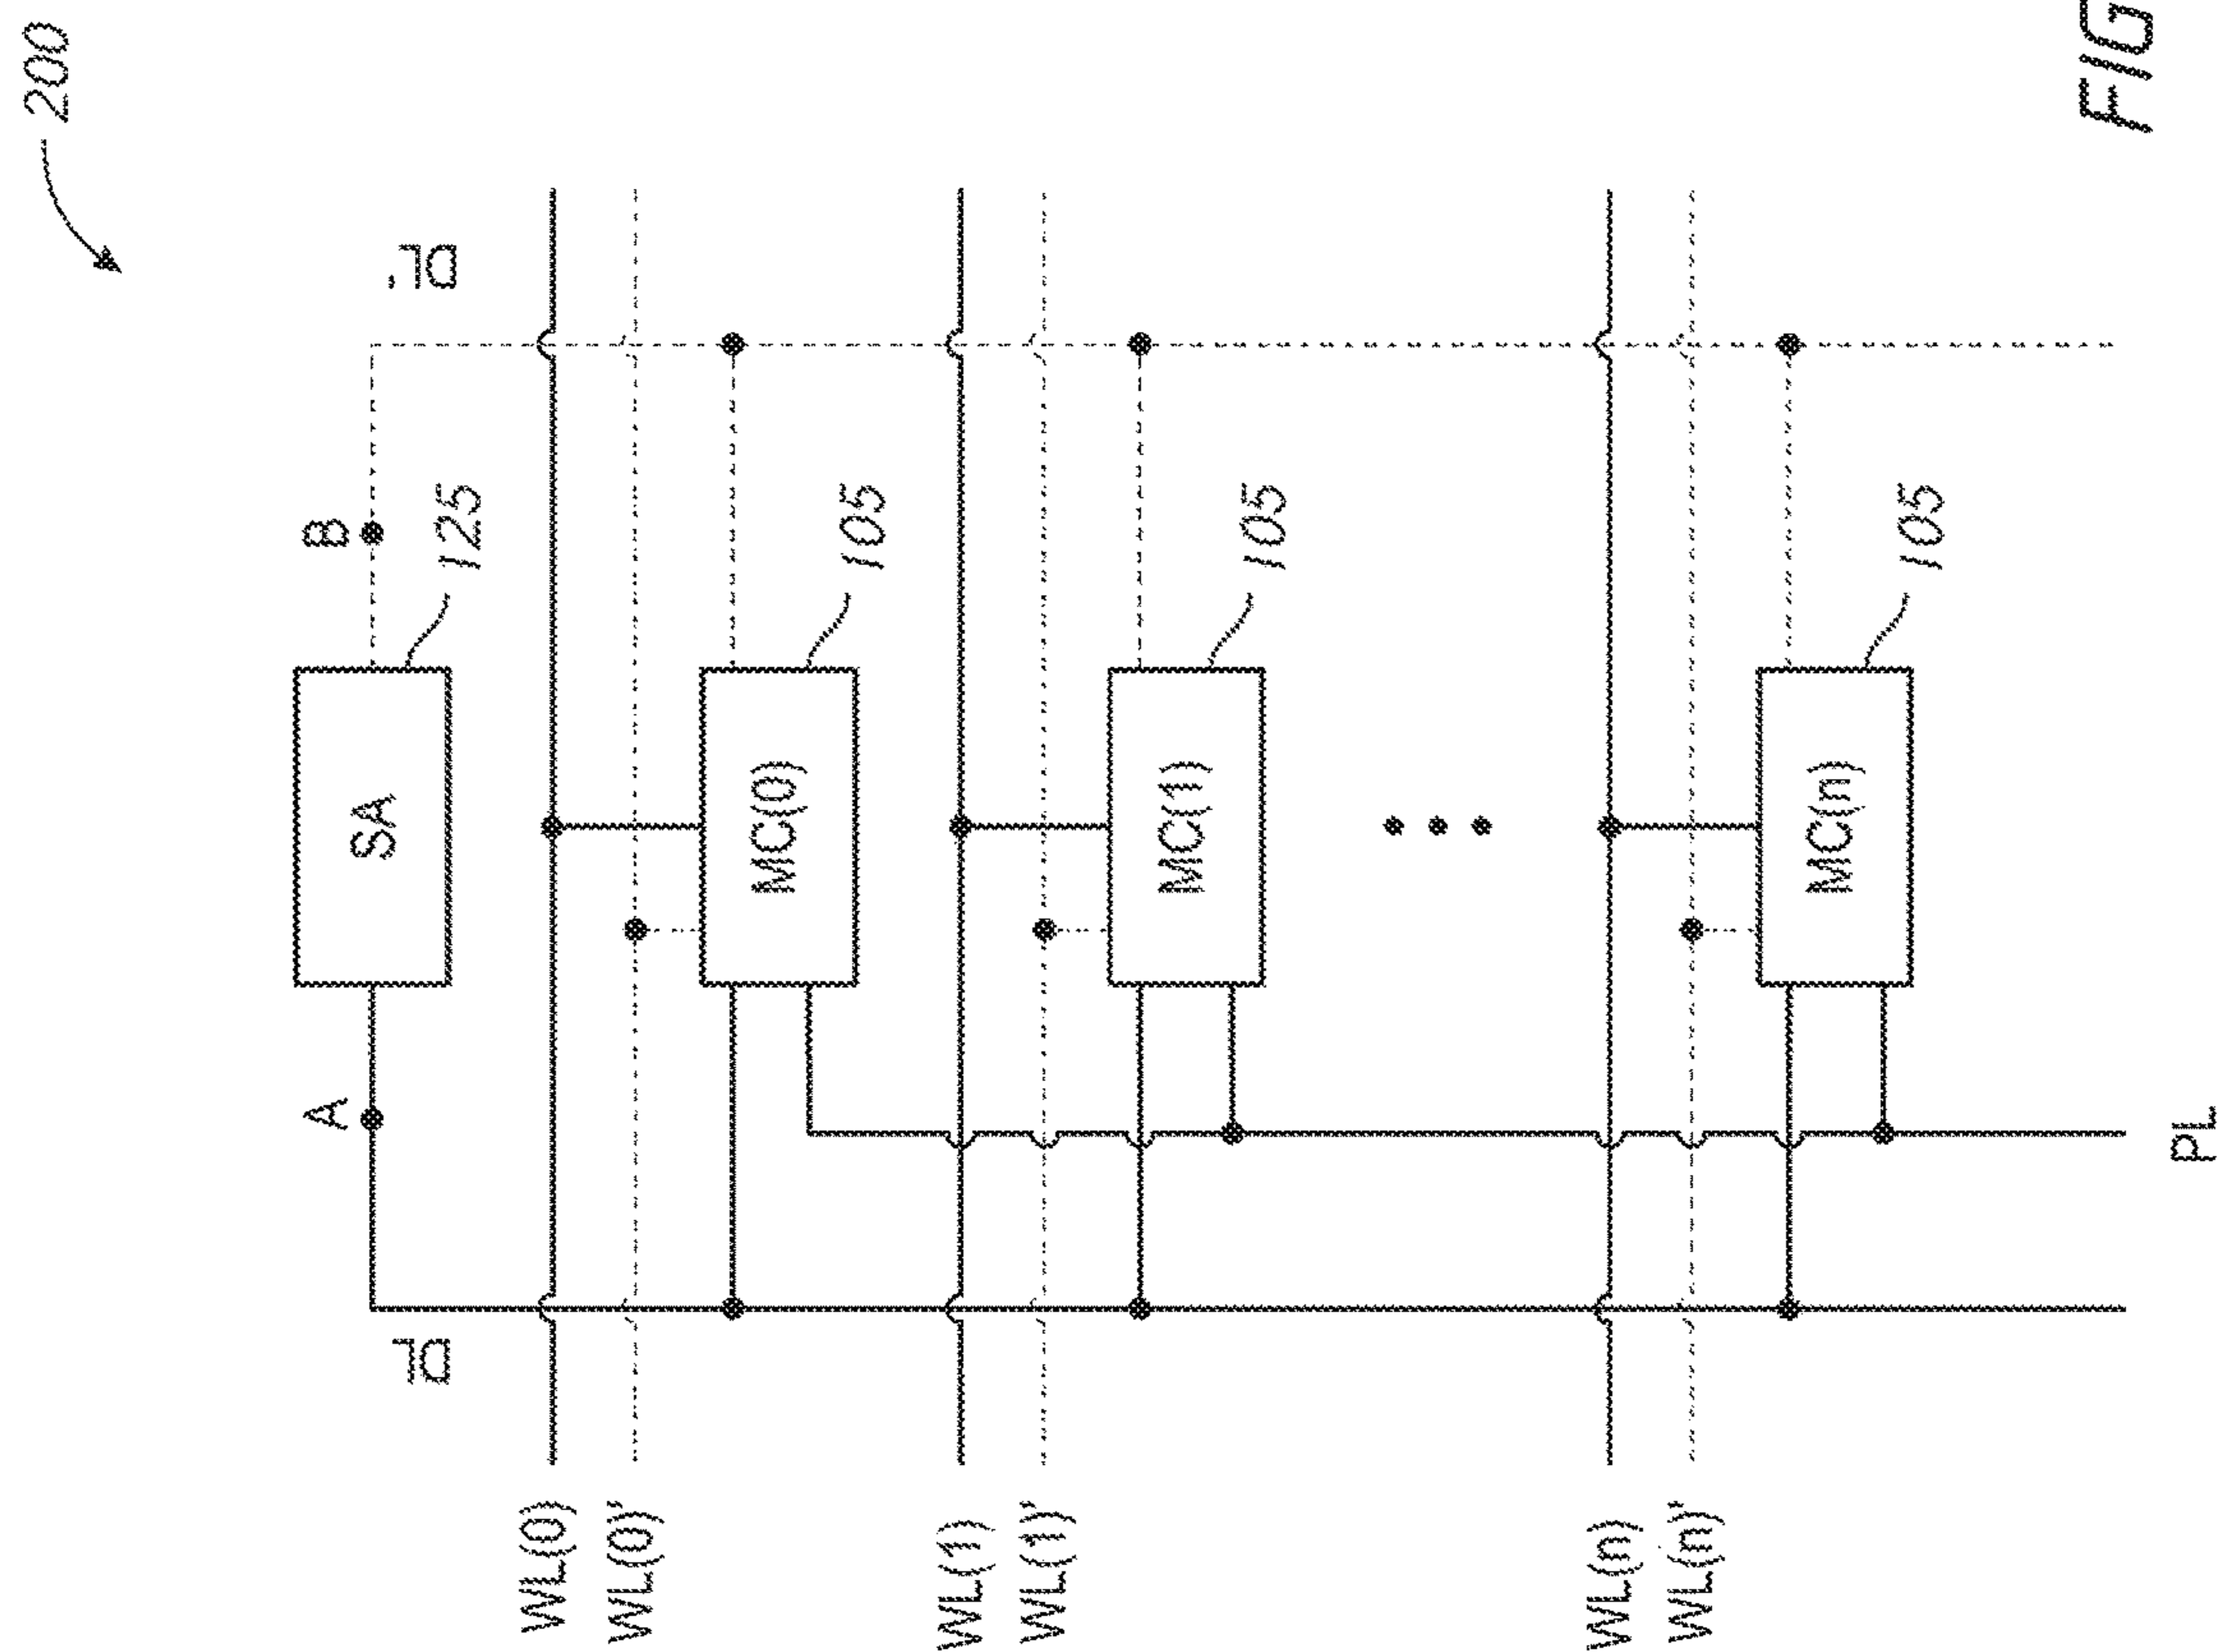 200
A
B
SA
DL
DL'
125
WL(0)
WL(0)'
MC(0)
105
WL(1)
WL(1)'
MC(1)
105
WL(n)
WL(n)'
MC(n)
105
PL
FIG